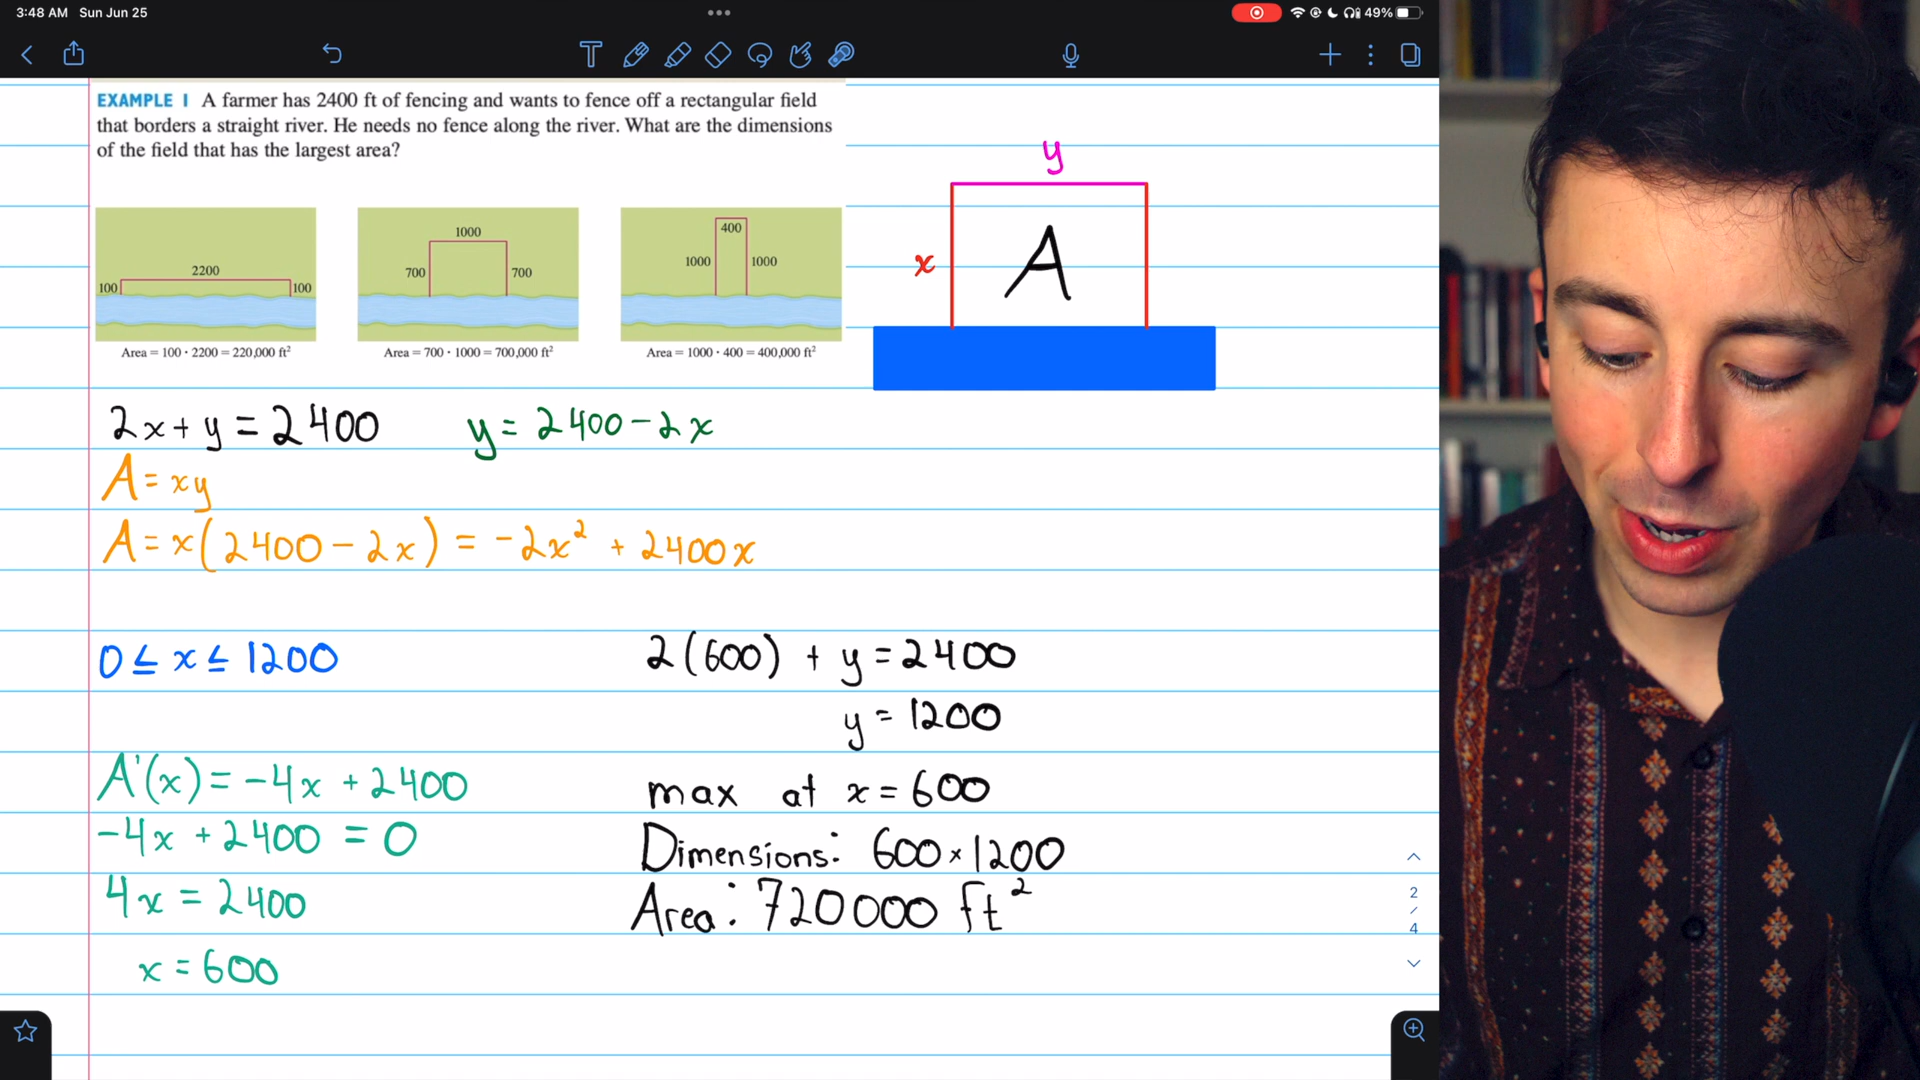 3:48 AM Sun Jun 25
49%
EXAMPLE 1 A farmer has 2400 ft of fencing and wants to fence off a rectangular field
that borders a straight river. He needs no fence along the river. What are the dimensions
of the field that has the largest area?
2200
100
100
Area = 100 · 2200 = 220,000 ft²
1000
700
700
Area = 700 · 1000 = 700,000 ft²
400
1000
1000
Area = 1000 · 400 = 400,000 ft²
y
x
A
2x + y = 2400
y = 2400 - 2x
A = xy
A = x(2400 - 2x) = -2x² + 2400x
0 ≤ x ≤ 1200
A'(x) = -4x + 2400
-4x + 2400 = 0
4x = 2400
x = 600
2(600) + y = 2400
y = 1200
max at x = 600
Dimensions: 600 × 1200
Area: 720000 ft²
2
/
4